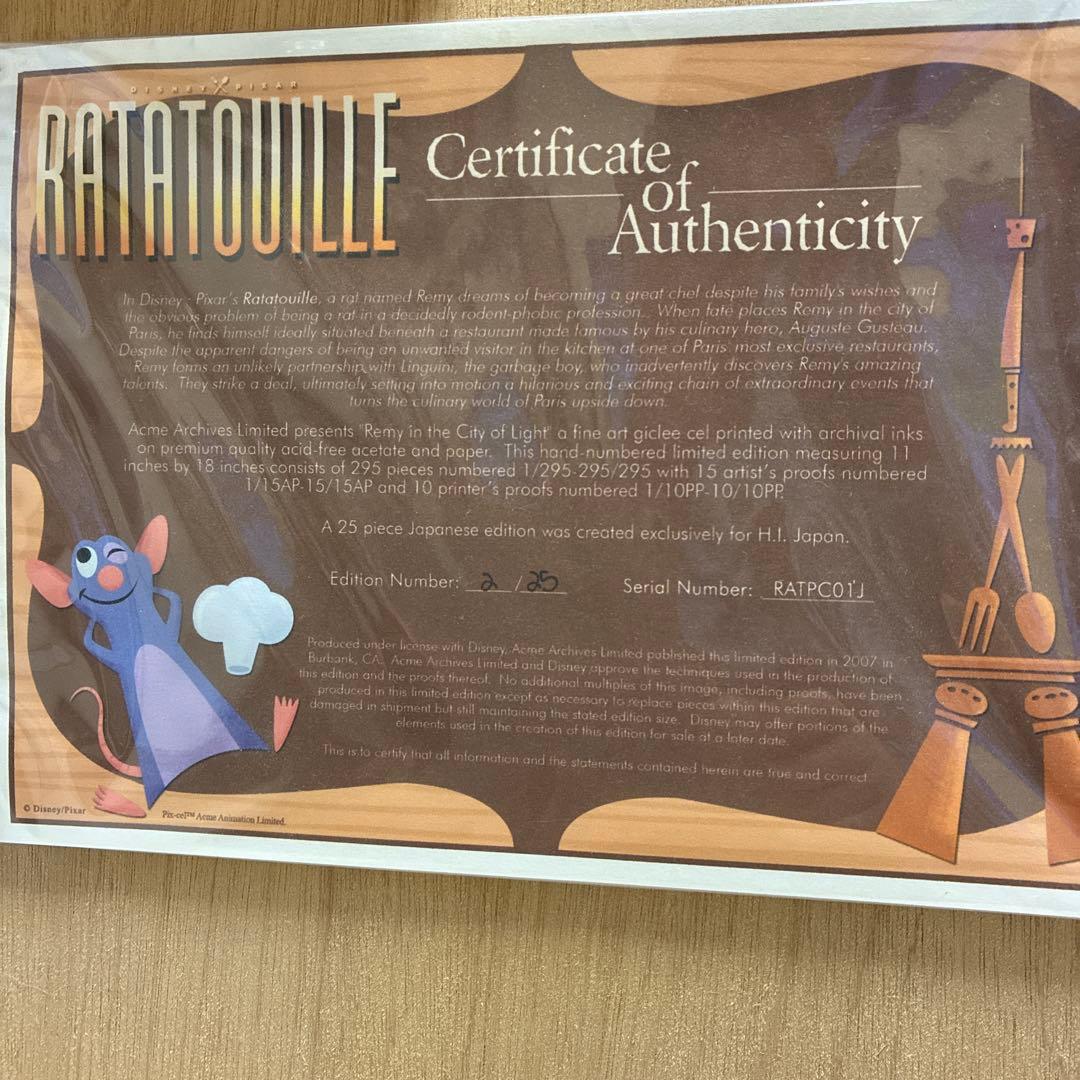 DISNEY PIXAR
RATATOUILLE
Certificate
of
Authenticity
In Disney · Pixar's Ratatouille, a rat named Remy dreams of becoming a great chef despite his family's wishes and
the obvious problem of being a rat in a decidedly rodent-phobic profession. When fate places Remy in the city of
Paris, he finds himself ideally situated beneath a restaurant made famous by his culinary hero, Auguste Gusteau.
Despite the apparent dangers of being an unwanted visitor in the kitchen at one of Paris' most exclusive restaurants,
Remy forms an unlikely partnership with Linguini, the garbage boy, who inadvertently discovers Remy's amazing
talents. They strike a deal, ultimately setting into motion a hilarious and exciting chain of extraordinary events that
turns the culinary world of Paris upside down.
Acme Archives Limited presents "Remy in the City of Light" a fine art giclee cel printed with archival inks
on premium quality acid-free acetate and paper. This hand-numbered limited edition measuring 11
inches by 18 inches consists of 295 pieces numbered 1/295-295/295 with 15 artist's proofs numbered
1/15AP-15/15AP and 10 printer's proofs numbered 1/10PP-10/10PP.
A 25 piece Japanese edition was created exclusively for H.I. Japan.
Edition Number: 2 / 25 Serial Number: RATPC01J
Produced under license with Disney, Acme Archives Limited published this limited edition in 2007 in
Burbank, CA. Acme Archives Limited and Disney approve the techniques used in the production of
this edition and the proofs thereof. No additional multiples of this image, including proofs, have been
produced in this limited edition except as necessary to replace pieces within this edition that are
damaged in shipment but still maintaining the stated edition size. Disney may offer portions of the
elements used in the creation of this edition for sale at a later date.
This is to certify that all information and the statements contained herein are true and correct
© Disney/Pixar
Pix-cel™ Acme Animation Limited.